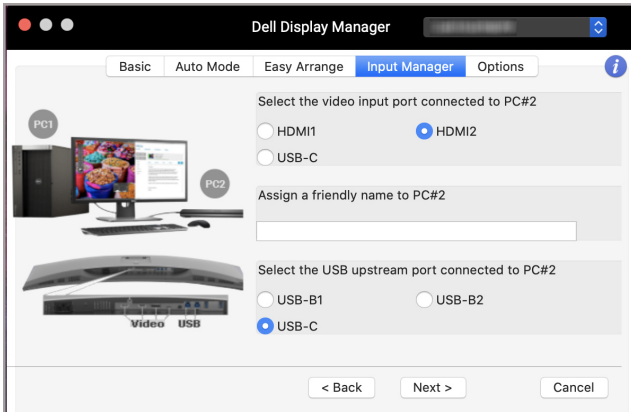 Dell Display Manager
Basic Auto Mode Easy Arrange Input Manager Options i
Select the video input port connected to PC#2
HDMI1 HDMI2
USB-C
PC1
PC2
Assign a friendly name to PC#2
Select the USB upstream port connected to PC#2
USB-B1 USB-B2
USB-C
Video USB
< Back Next > Cancel